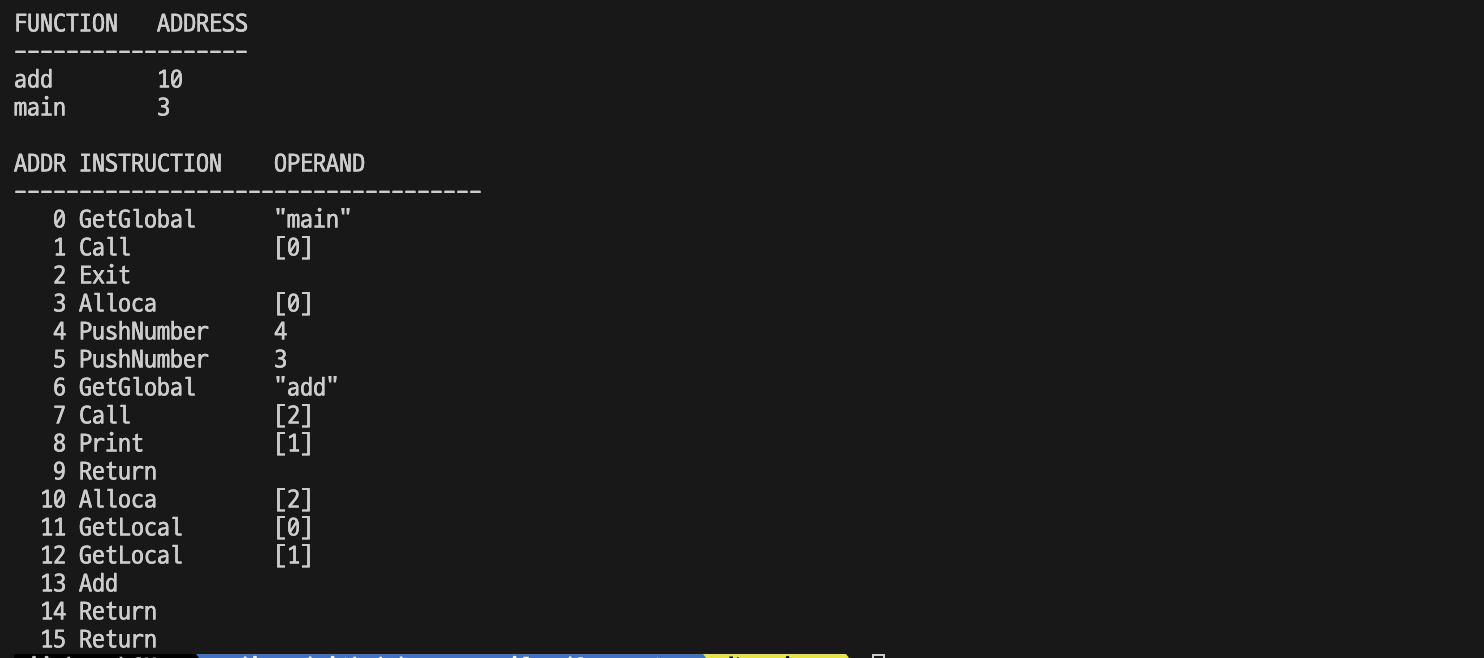 FUNCTION   ADDRESS
------------------
add        10
main       3
ADDR INSTRUCTION    OPERAND
------------------------------------
   0 GetGlobal      "main"
   1 Call           [0]
   2 Exit
   3 Alloca         [0]
   4 PushNumber     4
   5 PushNumber     3
   6 GetGlobal      "add"
   7 Call           [2]
   8 Print          [1]
   9 Return
  10 Alloca         [2]
  11 GetLocal       [0]
  12 GetLocal       [1]
  13 Add
  14 Return
  15 Return